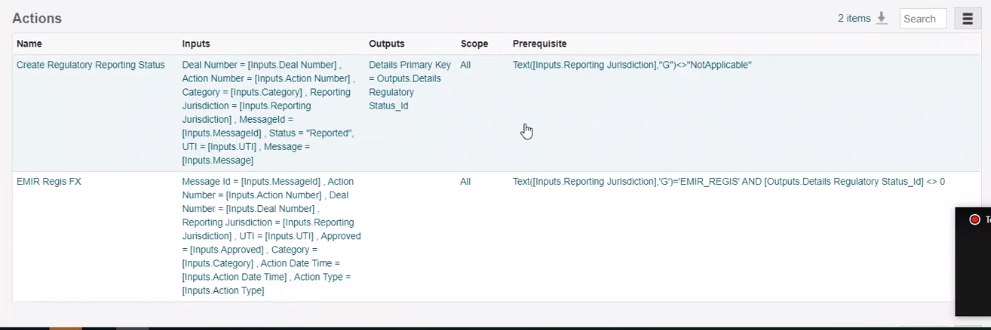 Actions
2 items
Search
Name Inputs Outputs Scope Prerequisite
Create Regulatory Reporting Status
Deal Number = [Inputs.Deal Number] ,
Action Number = [Inputs.Action Number] ,
Category = [Inputs.Category] , Reporting
Jurisdiction = [Inputs.Reporting
Jurisdiction] , MessageId =
[Inputs.MessageId] , Status = "Reported",
UTI = [Inputs.UTI] , Message =
[Inputs.Message]
Details Primary Key
= Outputs.Details
Regulatory
Status_Id
All
Text([Inputs.Reporting Jurisdiction],"G")<>"NotApplicable"
EMIR Regis FX
Message Id = [Inputs.MessageId] , Action
Number = [Inputs.Action Number] , Deal
Number = [Inputs.Deal Number] ,
Reporting Jurisdiction = [Inputs.Reporting
Jurisdiction] , UTI = [Inputs.UTI] , Approved
= [Inputs.Approved] , Category =
[Inputs.Category] , Action Date Time =
[Inputs.Action Date Time] , Action Type =
[Inputs.Action Type]
All
Text([Inputs.Reporting Jurisdiction],'G')='EMIR_REGIS' AND [Outputs.Details Regulatory Status_Id] <> 0